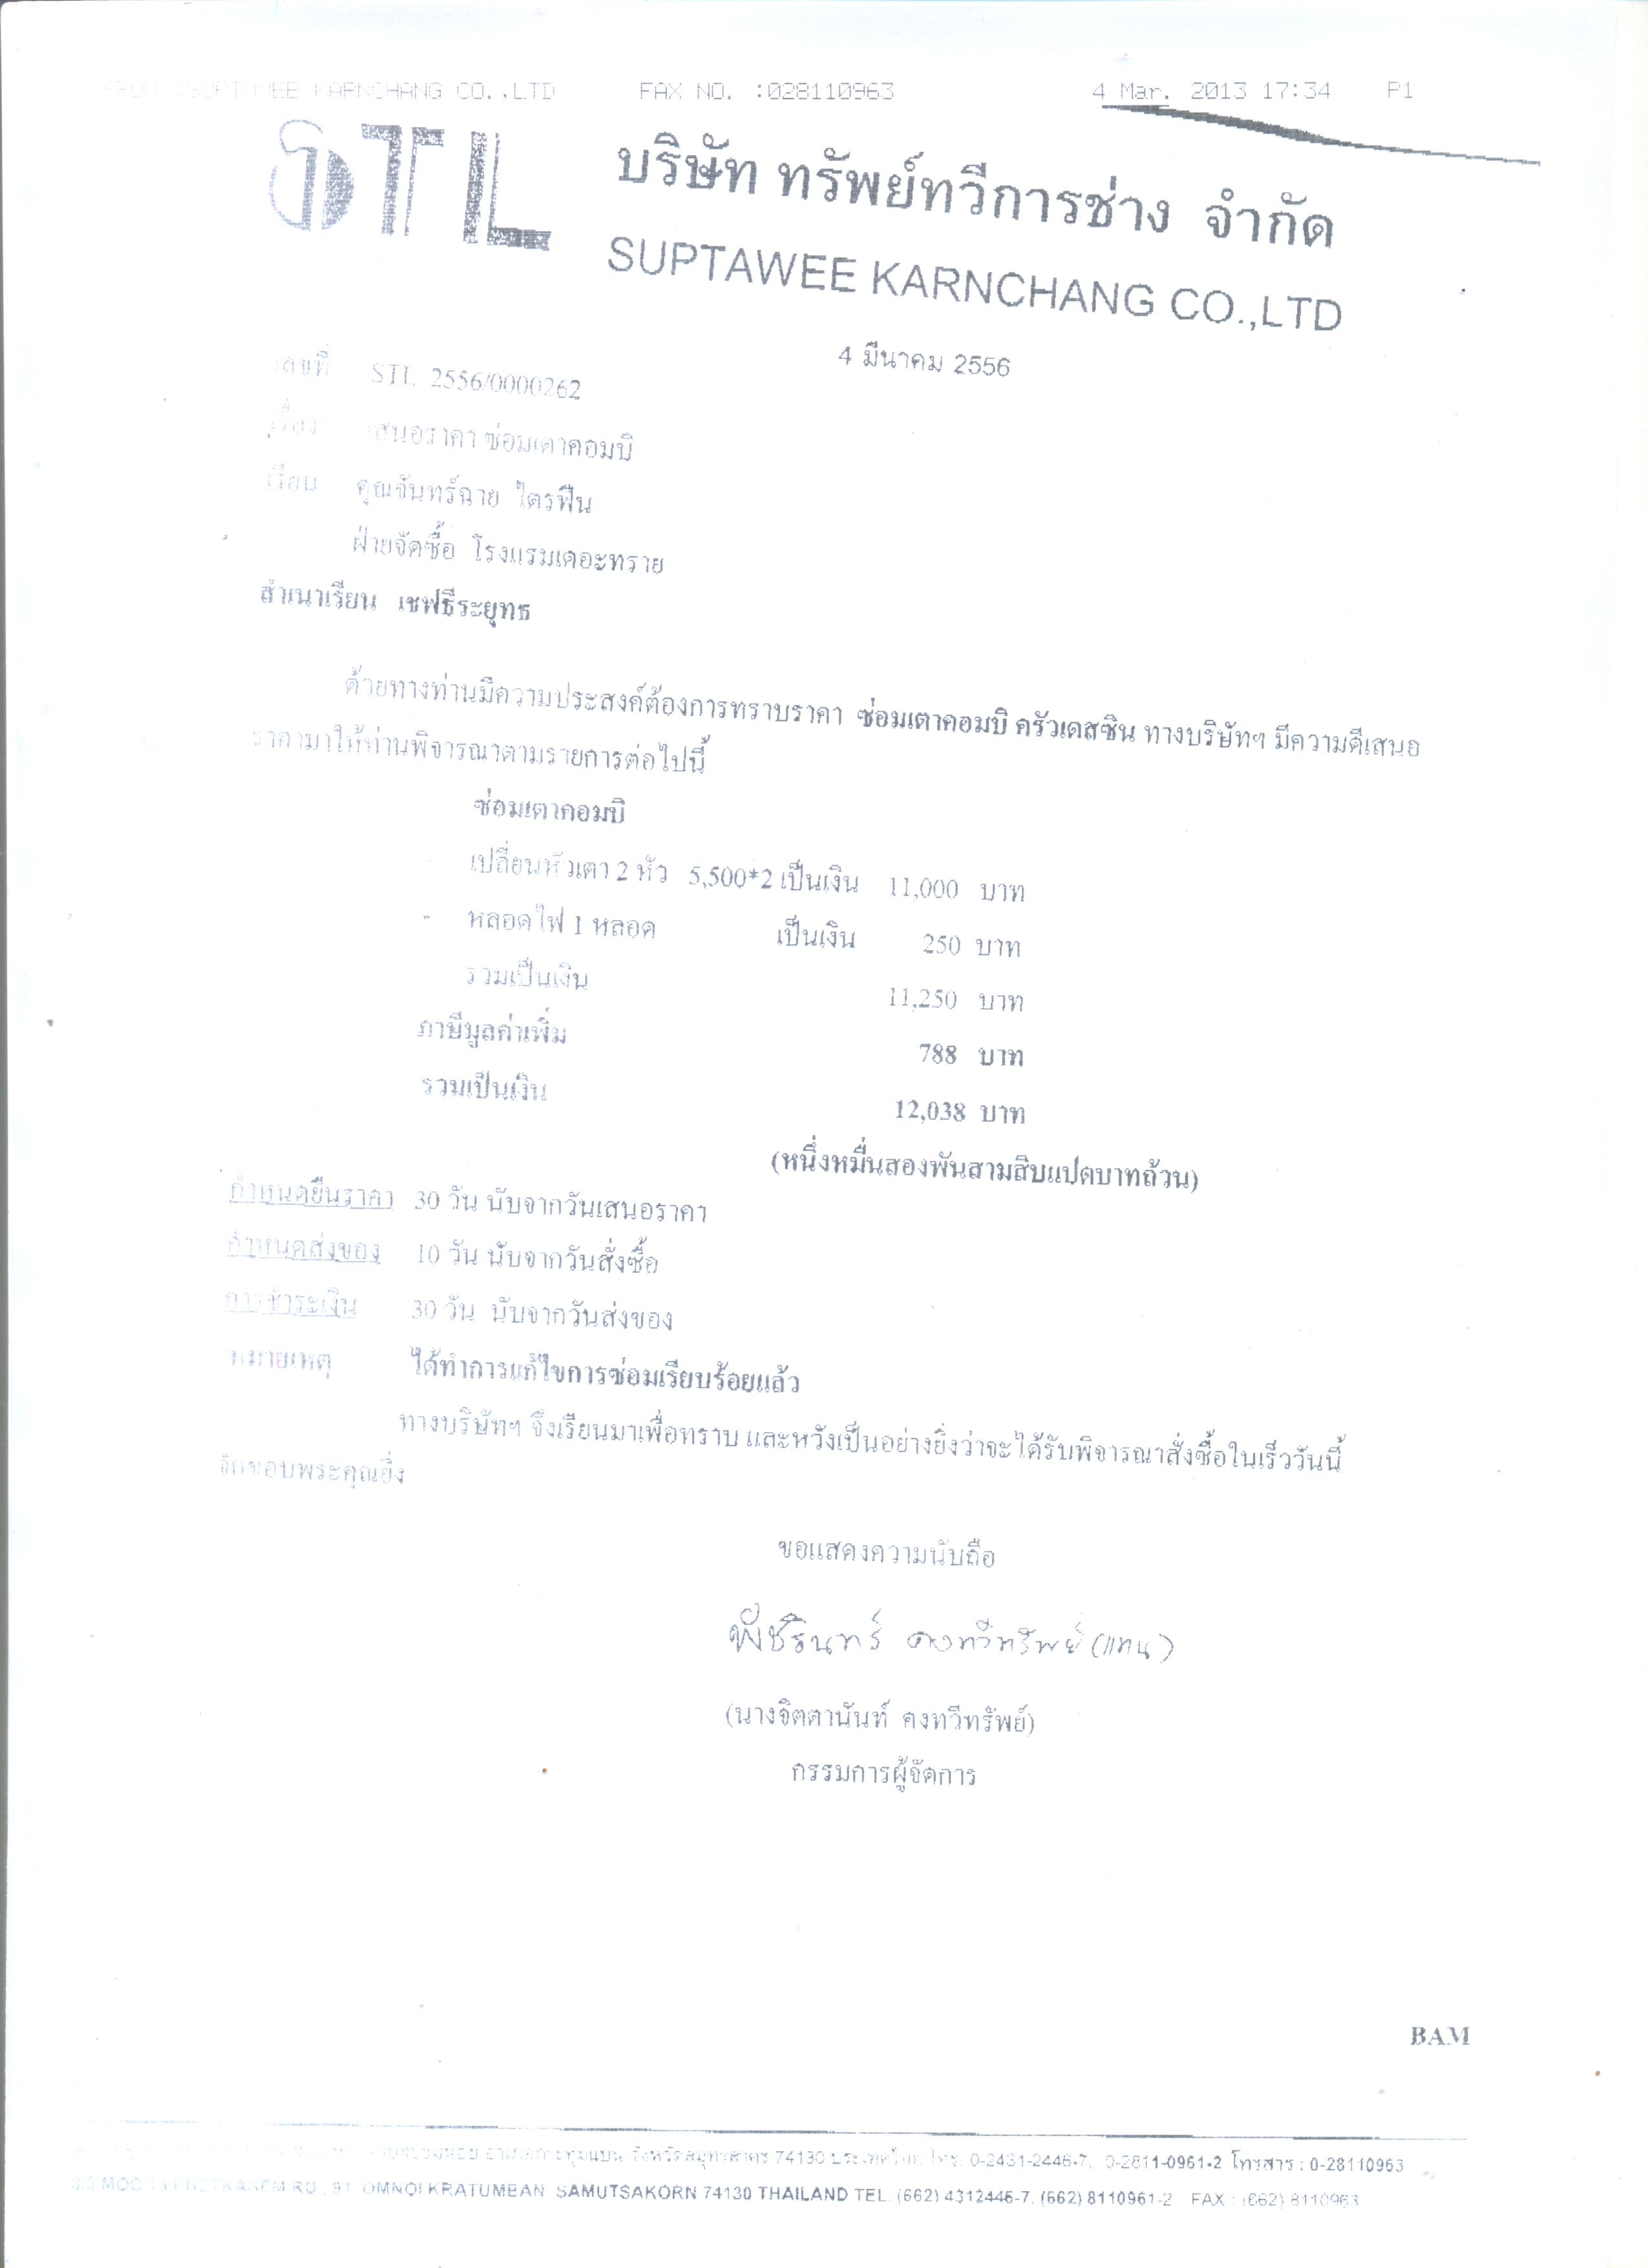 SUPTAWEE KARNCHANG CO.,LTD FAX NO. :028110963 4 Mar. 2013 17:34 P1
STL
บริษัท ทรัพย์ทวีการช่าง จำกัด
SUPTAWEE KARNCHANG CO.,LTD
4 มีนาคม 2556
เลขที่ STL 2556/0000262
เรื่อง เสนอราคา ซ่อมเตาคอมบิ
เรียน คุณจันทร์ฉาย ไตรฟืน
ฝ่ายจัดซื้อ โรงแรมเดอะทราย
สำเนาเรียน เชฟธีระยุทธ
ด้วยทางท่านมีความประสงค์ต้องการทราบราคา ซ่อมเตาคอมบิ ครัวเดสซิน ทางบริษัทฯ มีความดีเสนอ
ราคามาให้ท่านพิจารณาตามรายการต่อไปนี้
ซ่อมเตาคอมบิ
เปลี่ยนหัวเตา 2 หัว 5,500*2 เป็นเงิน 11,000 บาท
- หลอดไฟ 1 หลอด เป็นเงิน 250 บาท
รวมเป็นเงิน 11,250 บาท
ภาษีมูลค่าเพิ่ม 788 บาท
รวมเป็นเงิน 12,038 บาท
(หนึ่งหมื่นสองพันสามสิบแปดบาทถ้วน)
กำหนดยืนราคา 30 วัน นับจากวันเสนอราคา
กำหนดส่งของ 10 วัน นับจากวันสั่งซื้อ
การชำระเงิน 30 วัน นับจากวันส่งของ
หมายเหตุ ได้ทำการแก้ไขการซ่อมเรียบร้อยแล้ว
ทางบริษัทฯ จึงเรียนมาเพื่อทราบ และหวังเป็นอย่างยิ่งว่าจะได้รับพิจารณาสั่งซื้อในเร็ววันนี้
จักขอบพระคุณยิ่ง
ขอแสดงความนับถือ
พัชรินทร์ คงทวีทรัพย์ (แทน)
(นางจิตตานันท์ คงทวีทรัพย์)
กรรมการผู้จัดการ
BAM
อำเภอกระทุ่มแบน จังหวัดสมุทรสาคร 74130 ประเทศไทย โทร. 0-2431-2446-7, 0-2811-0961-2 โทรสาร : 0-28110963
MOO 13 PHETKASEM RD., 91 OMNOI KRATUMBAN SAMUTSAKORN 74130 THAILAND TEL. (662) 4312446-7, (662) 8110961-2 FAX : (662) 8110963